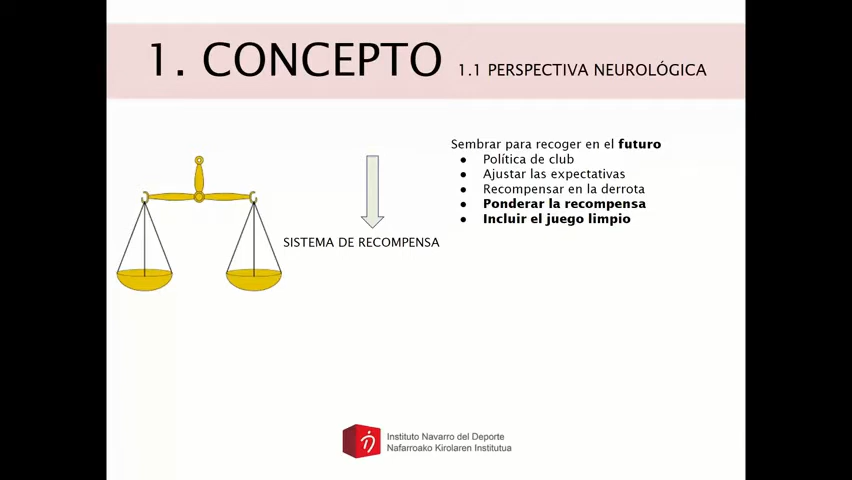 1. CONCEPTO 1.1 PERSPECTIVA NEUROLÓGICA
Sembrar para recoger en el futuro
● Política de club
● Ajustar las expectativas
● Recompensar en la derrota
● Ponderar la recompensa
● Incluir el juego limpio
SISTEMA DE RECOMPENSA
Instituto Navarro del Deporte
Nafarroako Kirolaren Institutua